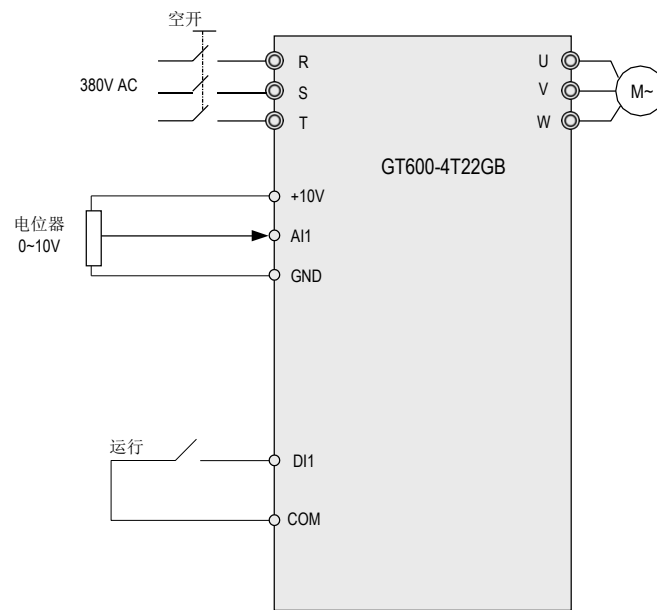 空开
380V AC
R
S
T
U
V
W
M~
GT600-4T22GB
电位器
0~10V
+10V
AI1
GND
运行
DI1
COM